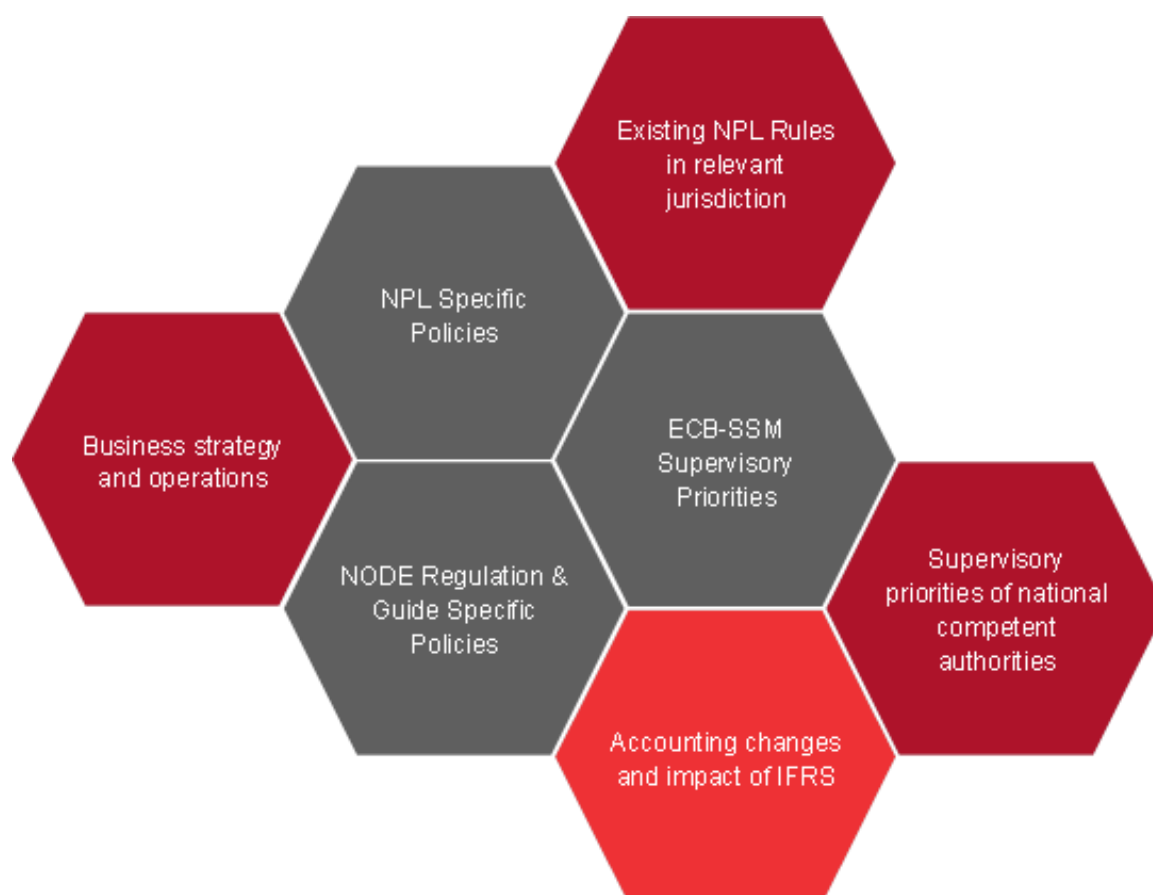 Existing NPL Rules
in relevant
jurisdiction
NPL Specific
Policies
Business strategy
and operations
ECB-SSM
Supervisory
Priorities
NODE Regulation &
Guide Specific
Policies
Supervisory
priorities of national
competent
authorities
Accounting changes
and impact of IFRS